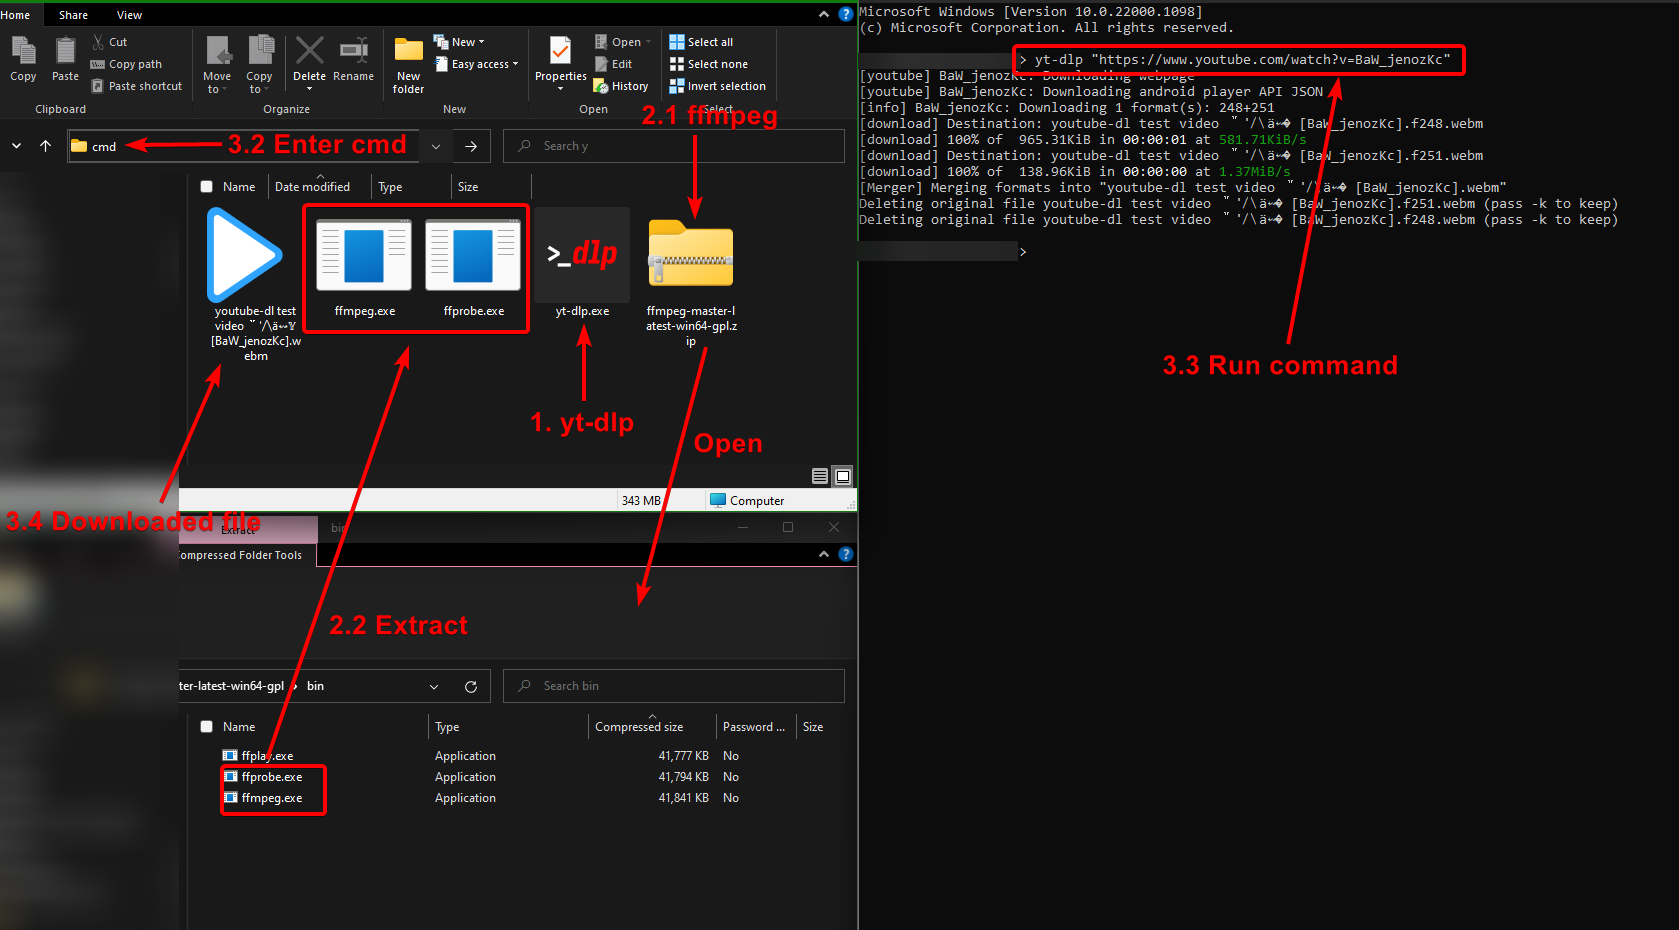 Home Share View
Copy
Paste
Cut
Copy path
Paste shortcut
Clipboard
Move to
Copy to
Delete
Rename
Organize
New folder
New
Easy access
New
Properties
Open
Edit
History
Open
Select all
Select none
Invert selection
Select
2.1 ffmpeg
cmd
3.2 Enter cmd
Search y
Name Date modified Type Size
youtube-dl test
video
[BaW_jenozKc].w
ebm
ffmpeg.exe
ffprobe.exe
>_dlp
yt-dlp.exe
ffmpeg-master-l
atest-win64-gpl.z
ip
1. yt-dlp
Open
343 MB
Computer
3.4 Downloaded file
Extract
bin
ompressed Folder Tools
2.2 Extract
ter-latest-win64-gpl › bin
Search bin
Name Type Compressed size Password ... Size
ffplay.exe Application 41,777 KB No
ffprobe.exe Application 41,794 KB No
ffmpeg.exe Application 41,841 KB No
Microsoft Windows [Version 10.0.22000.1098]
(c) Microsoft Corporation. All rights reserved.
> yt-dlp "https://www.youtube.com/watch?v=BaW_jenozKc"
[youtube] BaW_jenozKc: Downloading webpage
[youtube] BaW_jenozKc: Downloading android player API JSON
[info] BaW_jenozKc: Downloading 1 format(s): 248+251
[download] Destination: youtube-dl test video [BaW_jenozKc].f248.webm
[download] 100% of 965.31KiB in 00:00:01 at 581.71KiB/s
[download] Destination: youtube-dl test video [BaW_jenozKc].f251.webm
[download] 100% of 138.96KiB in 00:00:00 at 1.37MiB/s
[Merger] Merging formats into "youtube-dl test video [BaW_jenozKc].webm"
Deleting original file youtube-dl test video [BaW_jenozKc].f251.webm (pass -k to keep)
Deleting original file youtube-dl test video [BaW_jenozKc].f248.webm (pass -k to keep)
>
3.3 Run command